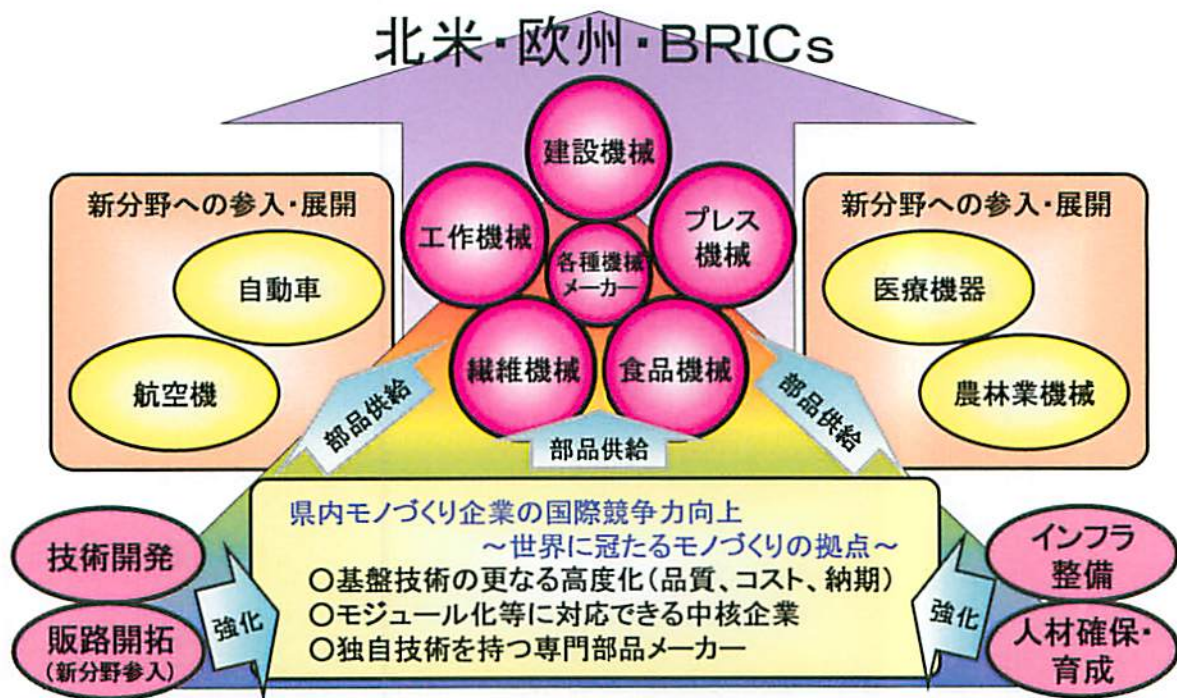 北米・欧州・BRICs
建設機械
工作機械
プレス
機械
各種機械
メーカー
繊維機械
食品機械
新分野への参入・展開
自動車
航空機
新分野への参入・展開
医療機器
農林業機械
部品供給
部品供給
部品供給
県内モノづくり企業の国際競争力向上
～世界に冠たるモノづくりの拠点～
○基盤技術の更なる高度化（品質、コスト、納期）
○モジュール化等に対応できる中核企業
○独自技術を持つ専門部品メーカー
技術開発
販路開拓
（新分野参入）
強化
強化
インフラ
整備
人材確保・
育成